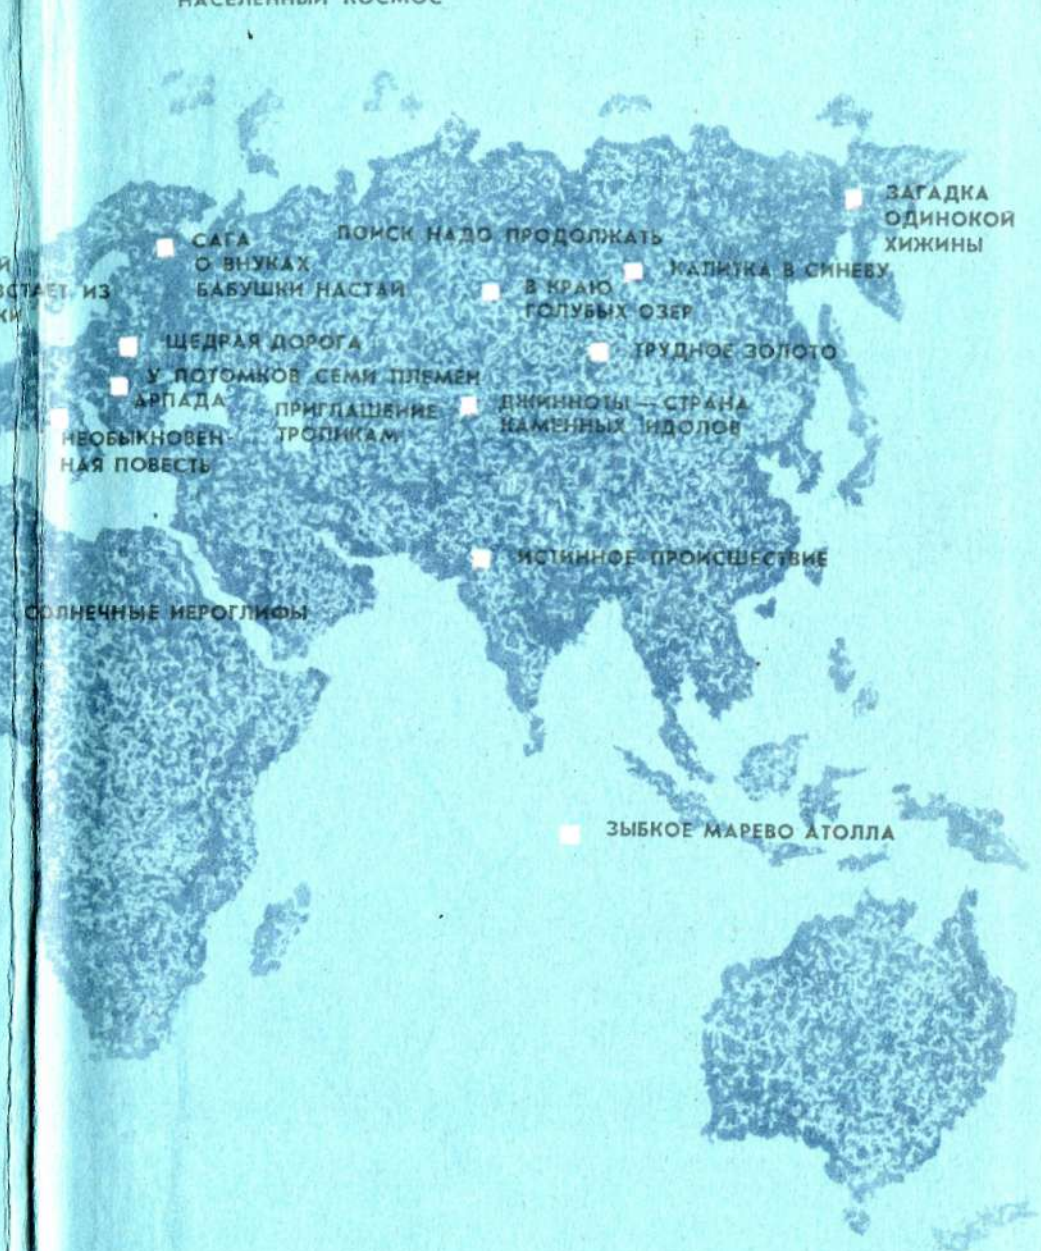 НАСЕЛЕННЫЙ КОСМОС
ЗАГАДКА
ОДИНОКОЙ
ХИЖИНЫ
САГА
О ВНУКАХ
БАБУШКИ НАСТАЙ
ПОИСК НАДО ПРОДОЛЖАТЬ
КАЛИТКА В СИНЕВУ
В КРАЮ
ГОЛУБЫХ ОЗЕР
ВСТАЕТ ИЗ
ЩЕДРАЯ ДОРОГА
ТРУДНОЕ ЗОЛОТО
У ПОТОМКОВ СЕМИ ПЛЕМЕН
АРПАДА
ПРИГЛАШЕНИЕ
ТРОПИКАМ
ДЖИННОТЫ — СТРАНА
КАМЕННЫХ ИДОЛОВ
НЕОБЫКНОВЕН-
НАЯ ПОВЕСТЬ
ИСТИННОЕ ПРОИСШЕСТВИЕ
СОЛНЕЧНЫЕ ИЕРОГЛИФЫ
ЗЫБКОЕ МАРЕВО АТОЛЛА